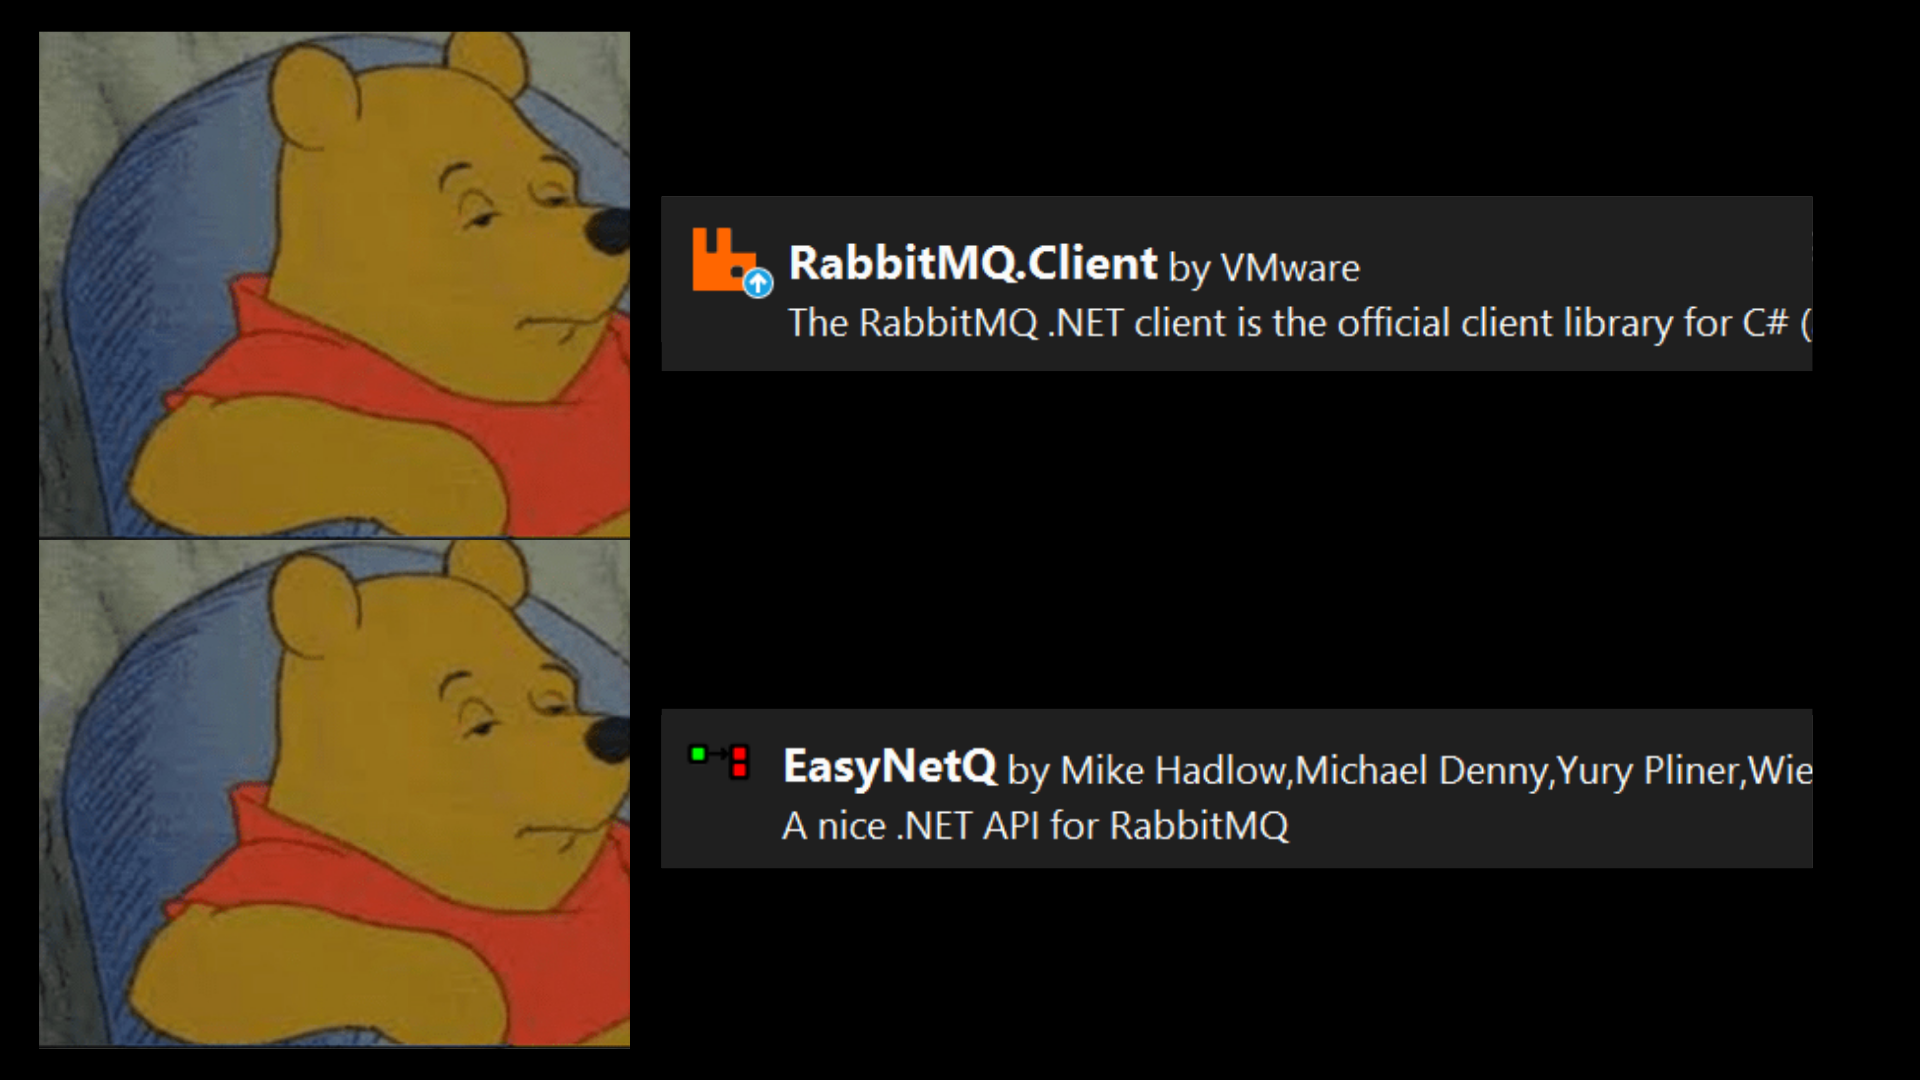 RabbitMQ.Client by VMware
The RabbitMQ .NET client is the official client library for C# (
EasyNetQ by Mike Hadlow,Michael Denny,Yury Pliner,Wie
A nice .NET API for RabbitMQ